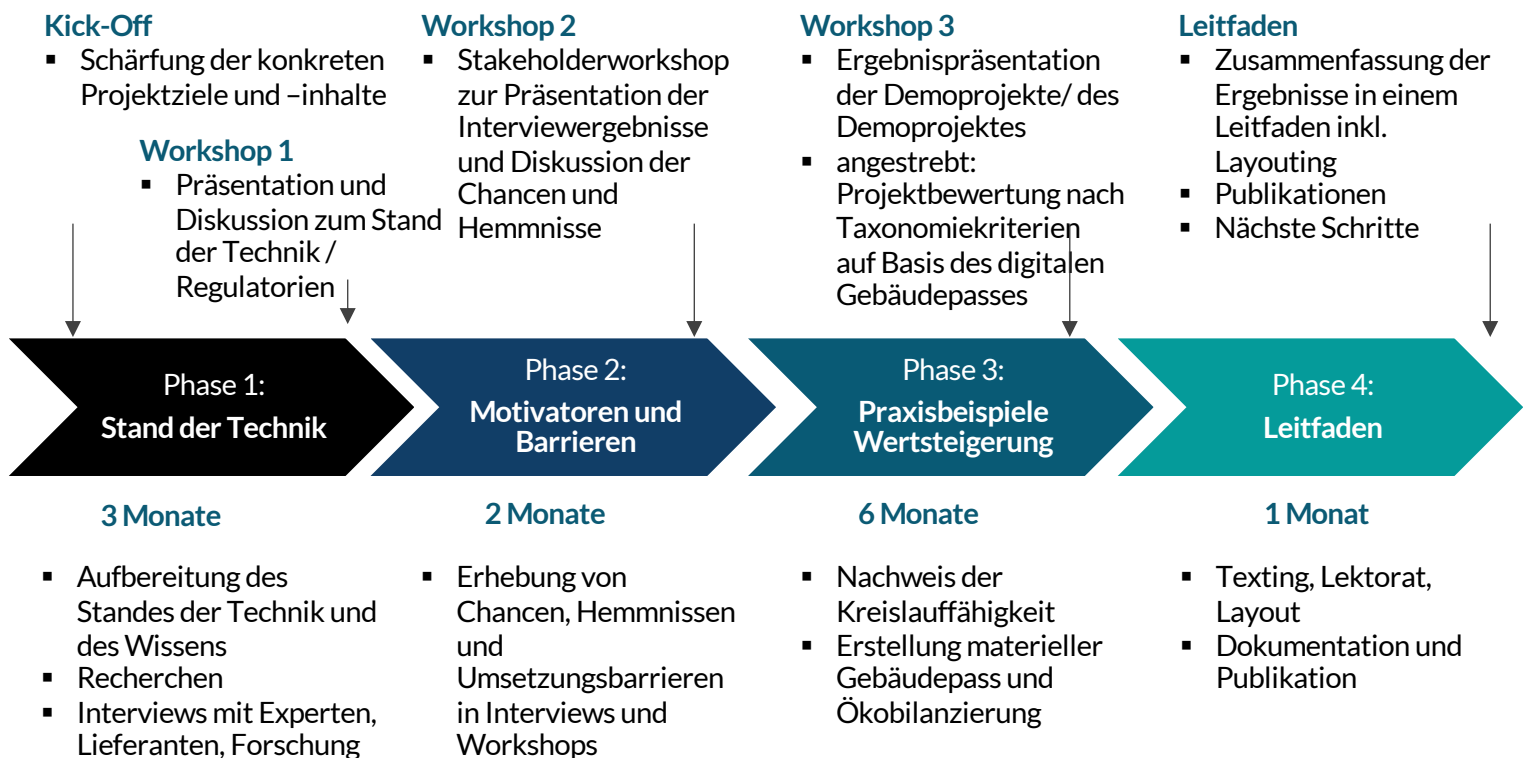 Kick-Off
▪ Schärfung der konkreten
Projektziele und –inhalte
Workshop 1
▪ Präsentation und
Diskussion zum Stand
der Technik /
Regulatorien
Workshop 2
▪ Stakeholderworkshop
zur Präsentation der
Interviewergebnisse
und Diskussion der
Chancen und
Hemmnisse
Workshop 3
▪ Ergebnispräsentation
der Demoprojekte/ des
Demoprojektes
▪ angestrebt:
Projektbewertung nach
Taxonomiekriterien
auf Basis des digitalen
Gebäudepasses
Leitfaden
▪ Zusammenfassung der
Ergebnisse in einem
Leitfaden inkl.
Layouting
▪ Publikationen
▪ Nächste Schritte
Phase 1:
Stand der Technik
Phase 2:
Motivatoren und
Barrieren
Phase 3:
Praxisbeispiele
Wertsteigerung
Phase 4:
Leitfaden
3 Monate
▪ Aufbereitung des
Standes der Technik und
des Wissens
▪ Recherchen
▪ Interviews mit Experten,
Lieferanten, Forschung
2 Monate
▪ Erhebung von
Chancen, Hemmnissen
und
Umsetzungsbarrieren
in Interviews und
Workshops
6 Monate
▪ Nachweis der
Kreislauffähigkeit
▪ Erstellung materieller
Gebäudepass und
Ökobilanzierung
1 Monat
▪ Texting, Lektorat,
Layout
▪ Dokumentation und
Publikation